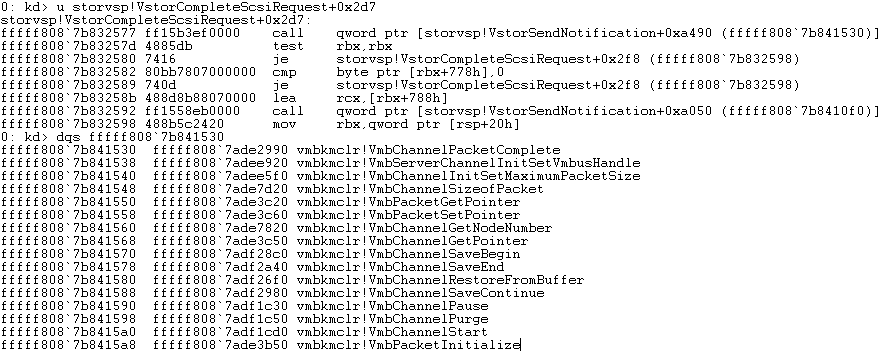 0: kd> u storvsp!VstorCompleteScsiRequest+0x2d7
storvsp!VstorCompleteScsiRequest+0x2d7:
fffff808`7b832577 ff15b3ef0000 call qword ptr [storvsp!VstorSendNotification+0xa490 (fffff808`7b841530)]
fffff808`7b83257d 4885db test rbx,rbx
fffff808`7b832580 7416 je storvsp!VstorCompleteScsiRequest+0x2f8 (fffff808`7b832598)
fffff808`7b832582 80bb7807000000 cmp byte ptr [rbx+778h],0
fffff808`7b832589 740d je storvsp!VstorCompleteScsiRequest+0x2f8 (fffff808`7b832598)
fffff808`7b83258b 488d8b88070000 lea rcx,[rbx+788h]
fffff808`7b832592 ff1558eb0000 call qword ptr [storvsp!VstorSendNotification+0xa050 (fffff808`7b8410f0)]
fffff808`7b832598 488b5c2420 mov rbx,qword ptr [rsp+20h]
0: kd> dqs fffff808`7b841530
fffff808`7b841530 fffff808`7ade2990 vmbkmclr!VmbChannelPacketComplete
fffff808`7b841538 fffff808`7adee920 vmbkmclr!VmbServerChannelInitSetVmbusHandle
fffff808`7b841540 fffff808`7adee5f0 vmbkmclr!VmbChannelInitSetMaximumPacketSize
fffff808`7b841548 fffff808`7ade7d20 vmbkmclr!VmbChannelSizeofPacket
fffff808`7b841550 fffff808`7ade3c20 vmbkmclr!VmbPacketGetPointer
fffff808`7b841558 fffff808`7ade3c60 vmbkmclr!VmbPacketSetPointer
fffff808`7b841560 fffff808`7ade7820 vmbkmclr!VmbChannelGetNodeNumber
fffff808`7b841568 fffff808`7ade3c50 vmbkmclr!VmbChannelGetPointer
fffff808`7b841570 fffff808`7adf28c0 vmbkmclr!VmbChannelSaveBegin
fffff808`7b841578 fffff808`7adf2a40 vmbkmclr!VmbChannelSaveEnd
fffff808`7b841580 fffff808`7adf26f0 vmbkmclr!VmbChannelRestoreFromBuffer
fffff808`7b841588 fffff808`7adf2980 vmbkmclr!VmbChannelSaveContinue
fffff808`7b841590 fffff808`7adf1c30 vmbkmclr!VmbChannelPause
fffff808`7b841598 fffff808`7adf1c50 vmbkmclr!VmbChannelPurge
fffff808`7b8415a0 fffff808`7adf1cd0 vmbkmclr!VmbChannelStart
fffff808`7b8415a8 fffff808`7ade3b50 vmbkmclr!VmbPacketInitialize